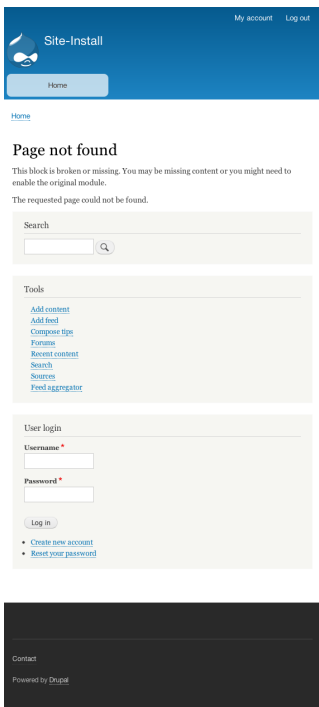 My account Log out
Site-Install
Home
Home
Page not found
This block is broken or missing. You may be missing content or you might need to
enable the original module.
The requested page could not be found.
Search
Tools
Add content
Add feed
Compose tips
Forums
Recent content
Search
Sources
Feed aggregator
User login
Username *
Password *
Log in
Create new account
Reset your password
Contact
Powered by Drupal